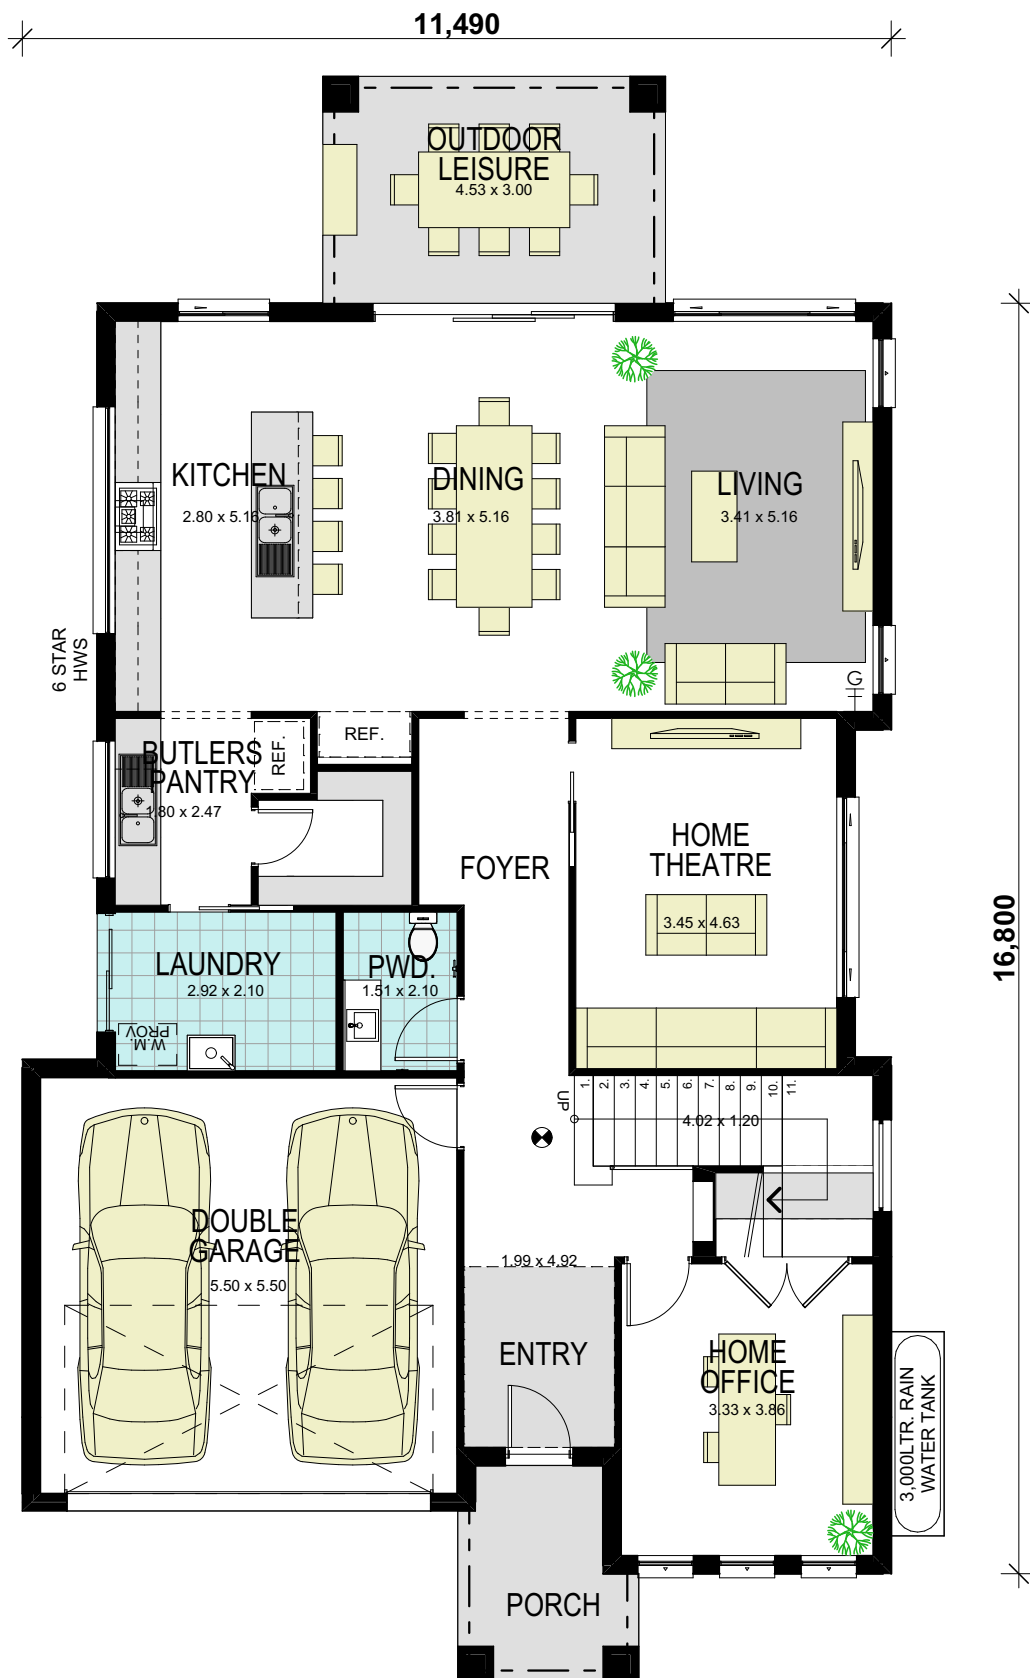 11,490
OUTDOOR
LEISURE
4.53 x 3.00
KITCHEN
2.80 x 5.16
DINING
3.81 x 5.16
LIVING
3.41 x 5.16
6 STAR
HWS
G
REF.
REF.
BUTLERS
PANTRY
1.80 x 2.47
FOYER
HOME
THEATRE
3.45 x 4.63
16,800
LAUNDRY
2.92 x 2.10
PWD.
1.51 x 2.10
W.M.
PROV
UP
1.
2.
3.
4.
5.
6.
7.
8.
9.
10.
11.
4.02 x 1.20
DOUBLE
GARAGE
5.50 x 5.50
1.99 x 4.92
ENTRY
HOME
OFFICE
3.33 x 3.86
3,000LTR. RAIN
WATER TANK
PORCH